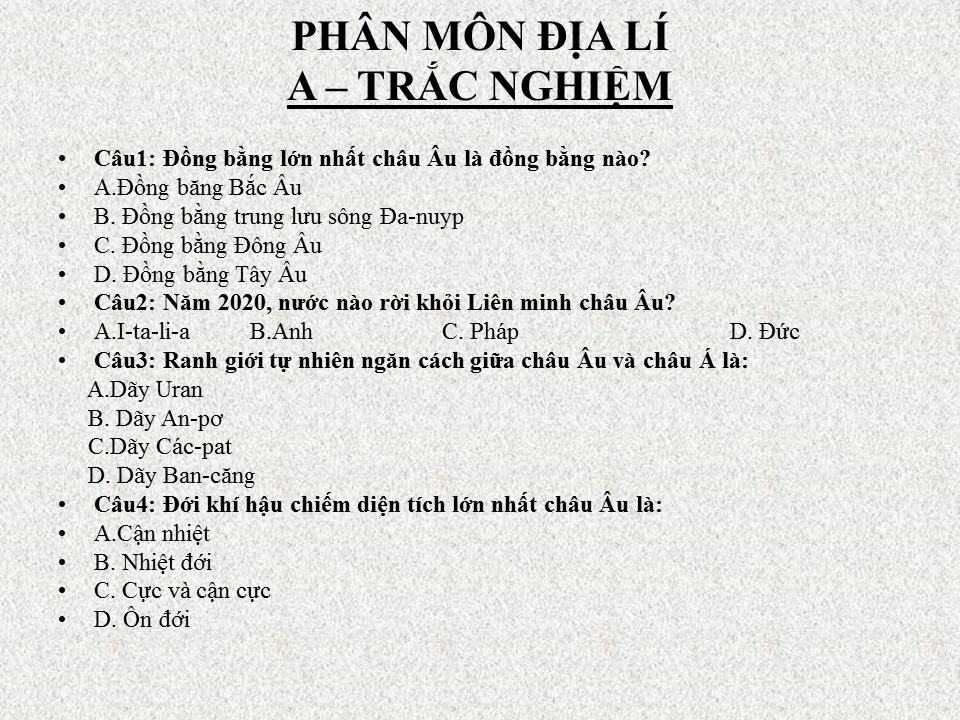 PHÂN MÔN ĐỊA LÍ
A – TRẮC NGHIỆM
• Câu1: Đồng bằng lớn nhất châu Âu là đồng bằng nào?
• A.Đồng băng Bắc Âu
• B. Đồng bằng trung lưu sông Đa-nuyp
• C. Đồng bằng Đông Âu
• D. Đồng bằng Tây Âu
• Câu2: Năm 2020, nước nào rời khỏi Liên minh châu Âu?
• A.I-ta-li-a B.Anh C. Pháp D. Đức
• Câu3: Ranh giới tự nhiên ngăn cách giữa châu Âu và châu Á là:
A.Dãy Uran
B. Dãy An-pơ
C.Dãy Các-pat
D. Dãy Ban-căng
• Câu4: Đới khí hậu chiếm diện tích lớn nhất châu Âu là:
• A.Cận nhiệt
• B. Nhiệt đới
• C. Cực và cận cực
• D. Ôn đới